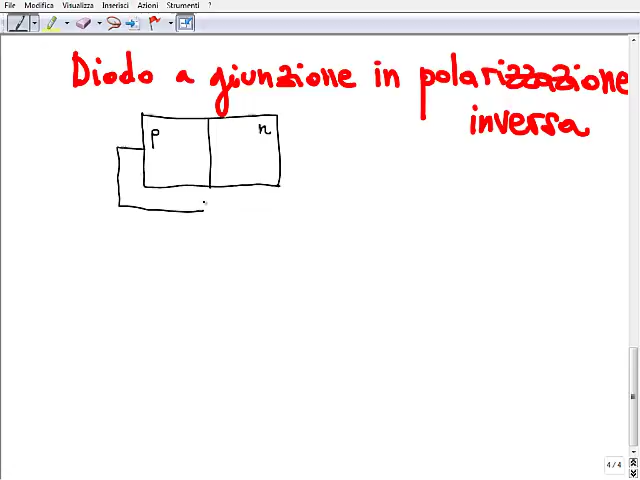 File Modifica Visualizza Inserisci Azioni Strumenti ?
Diodo a giunzione in polarizzazione
inversa
p n
4 / 4